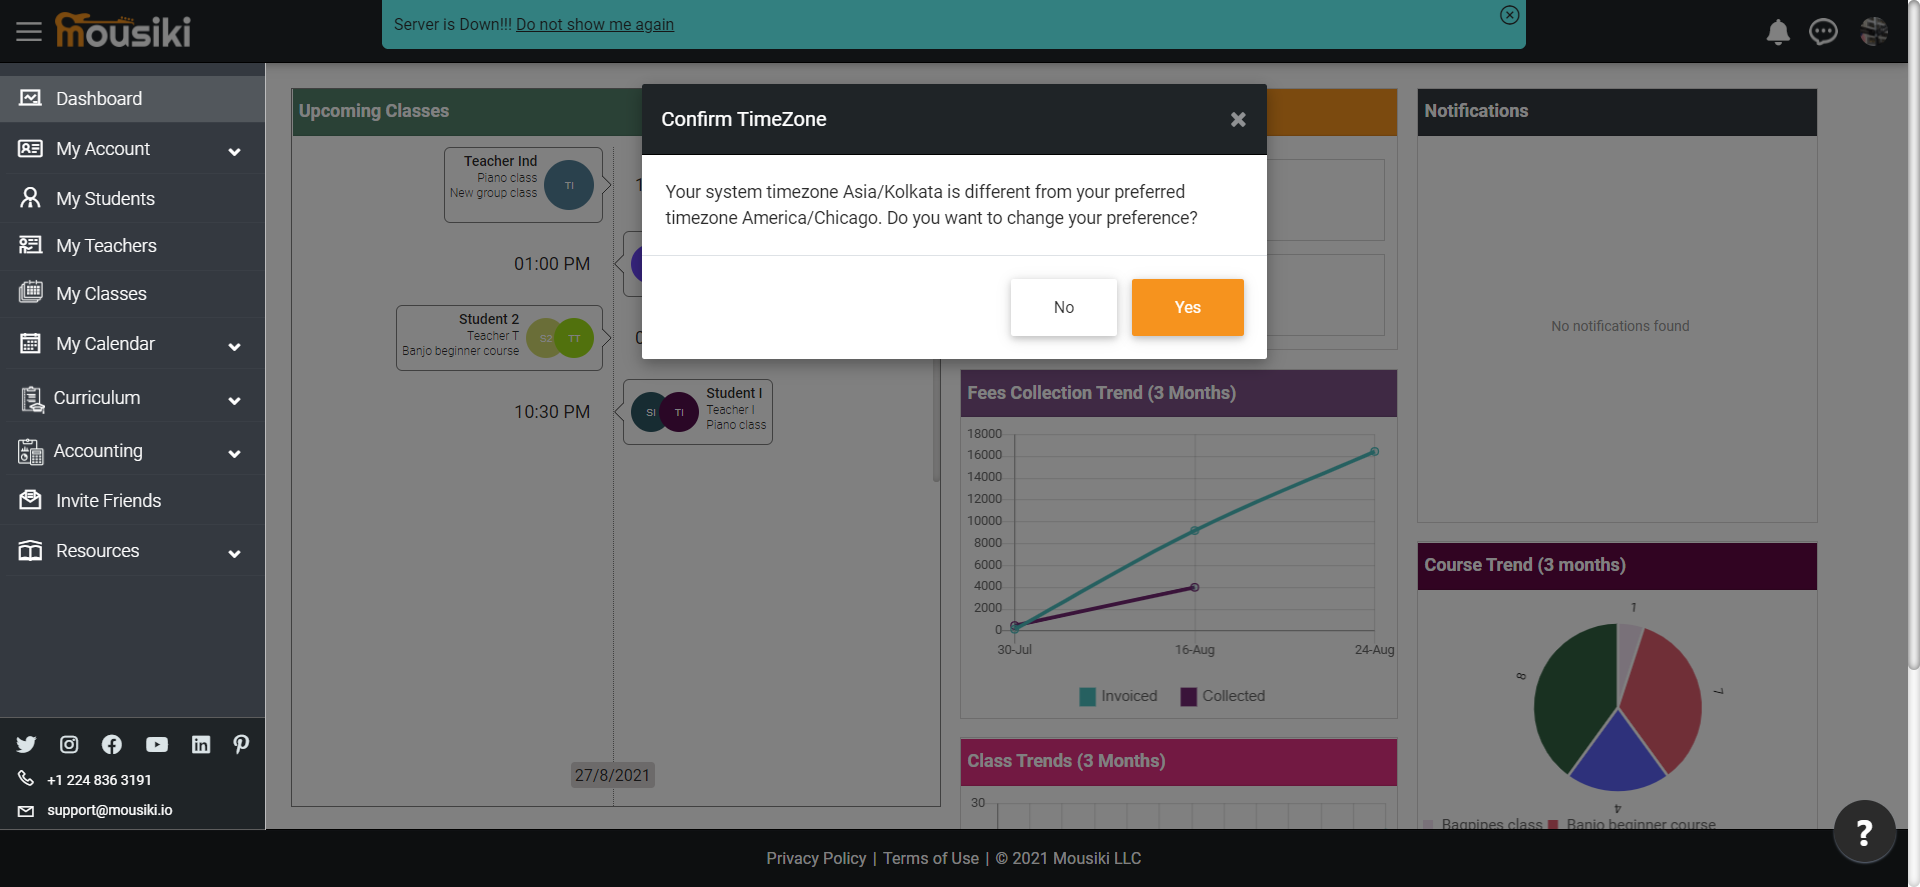 mousiki
Server is Down!!! Do not show me again
Dashboard
My Account
My Students
My Teachers
My Classes
My Calendar
Curriculum
Accounting
Invite Friends
Resources
+1 224 836 3191
support@mousiki.io
Upcoming Classes
Teacher Ind
Piano class
New group class
TI
01:00 PM
Student 2
Teacher T
Banjo beginner course
S2
TT
10:30 PM
SI
TI
Student I
Teacher I
Piano class
27/8/2021
Confirm TimeZone
Your system timezone Asia/Kolkata is different from your preferred
timezone America/Chicago. Do you want to change your preference?
No
Yes
Fees Collection Trend (3 Months)
18000
16000
14000
12000
10000
8000
6000
4000
2000
0
30-Jul
16-Aug
24-Aug
Invoiced
Collected
Class Trends (3 Months)
30
Notifications
No notifications found
Course Trend (3 months)
1
7
4
8
Bagpipes class
Banjo beginner course
?
Privacy Policy | Terms of Use | © 2021 Mousiki LLC